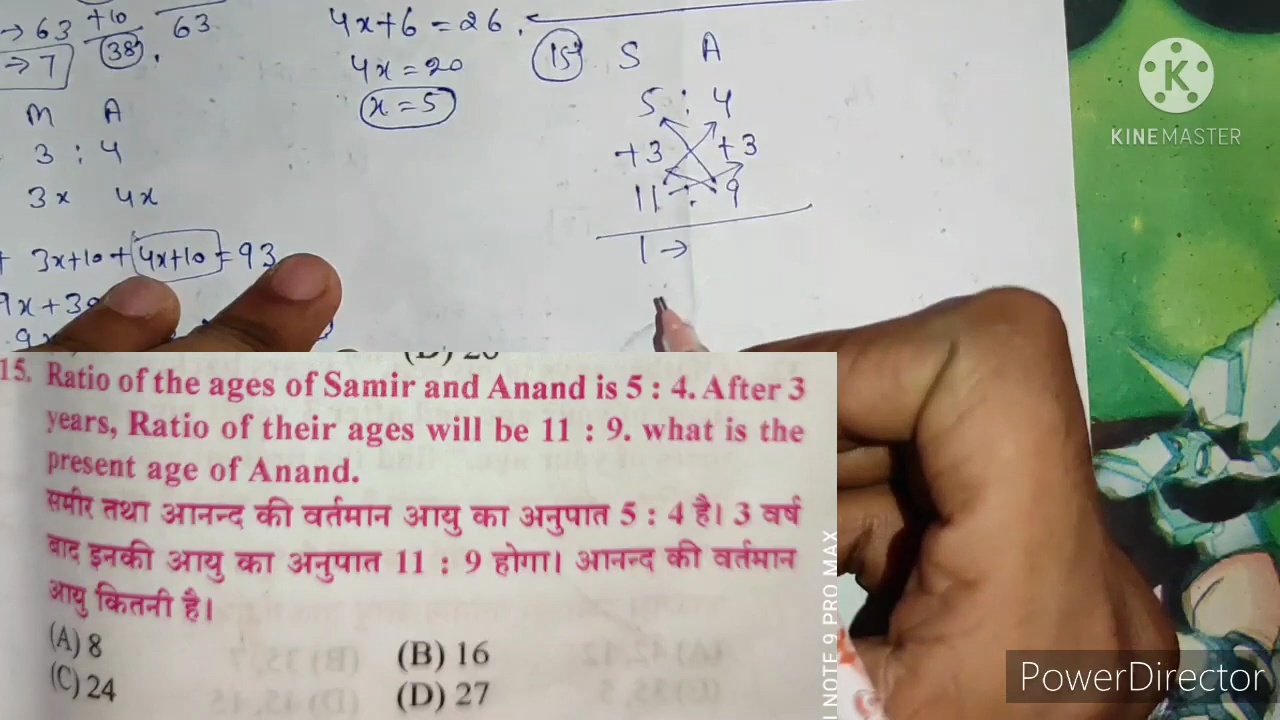 → 63 +10 63
38 .
→ 7
M A
3 : 4
3x 4x
3x+10 + 4x+10 = 93
9x+30
4x+6 = 26 .
4x = 20
x = 5
15 S A
5 : 4
+3 +3
11 : 9
1 →
(D) 20
15. Ratio of the ages of Samir and Anand is 5 : 4. After 3
years, Ratio of their ages will be 11 : 9. what is the
present age of Anand.
समीर तथा आनन्द की वर्तमान आयु का अनुपात 5 : 4 है। 3 वर्ष
बाद इनकी आयु का अनुपात 11 : 9 होगा। आनन्द की वर्तमान
आयु कितनी है।
(A) 8 (B) 16
(C) 24 (D) 27
K
KINEMASTER
NOTE 9 PRO MAX
PowerDirector